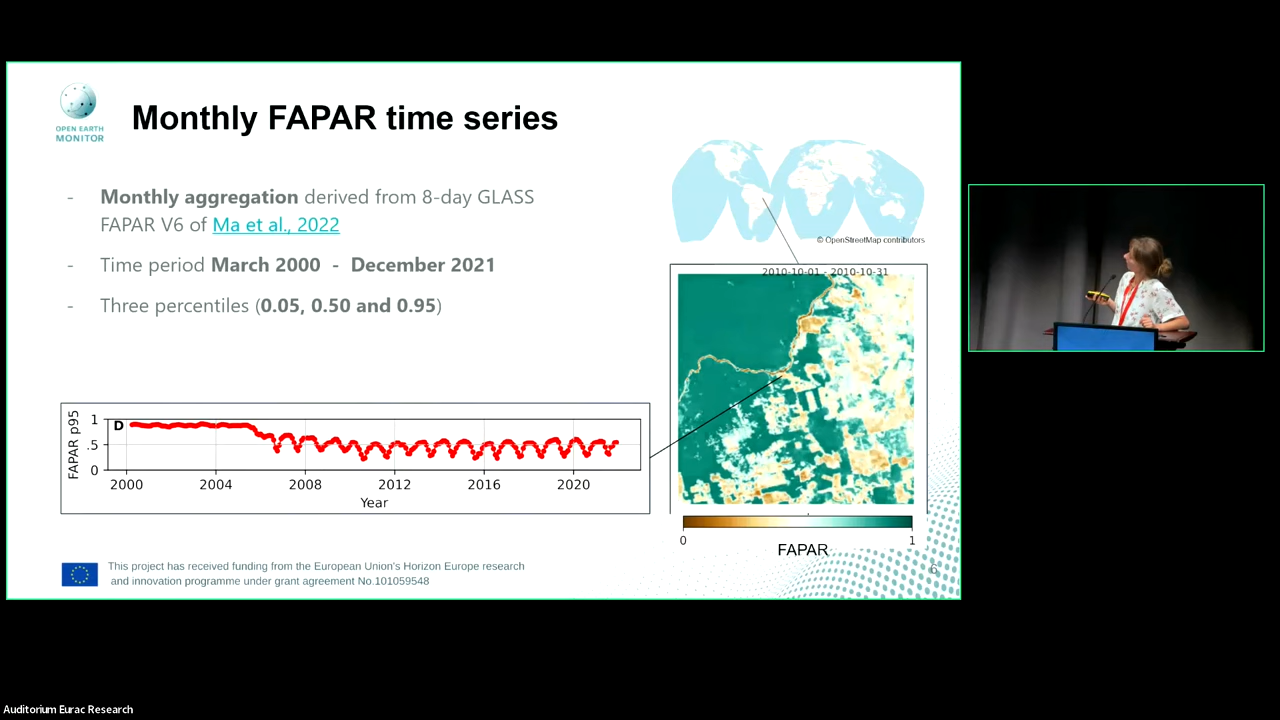 OPEN EARTH
MONITOR
Monthly FAPAR time series
- Monthly aggregation derived from 8-day GLASS
FAPAR V6 of Ma et al., 2022
- Time period March 2000 - December 2021
- Three percentiles (0.05, 0.50 and 0.95)
© OpenStreetMap contributors
2010-10-01 - 2010-10-31
FAPAR p95
D
1
.5
0
2000 2004 2008 2012 2016 2020
Year
0 1
FAPAR
This project has received funding from the European Union's Horizon Europe research
and innovation programme under grant agreement No.101059548
6
Auditorium Eurac Research